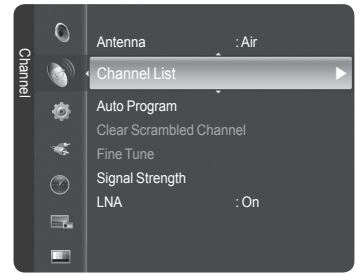 Channel
Antenna : Air
Channel List
Auto Program
Clear Scrambled Channel
Fine Tune
Signal Strength
LNA : On